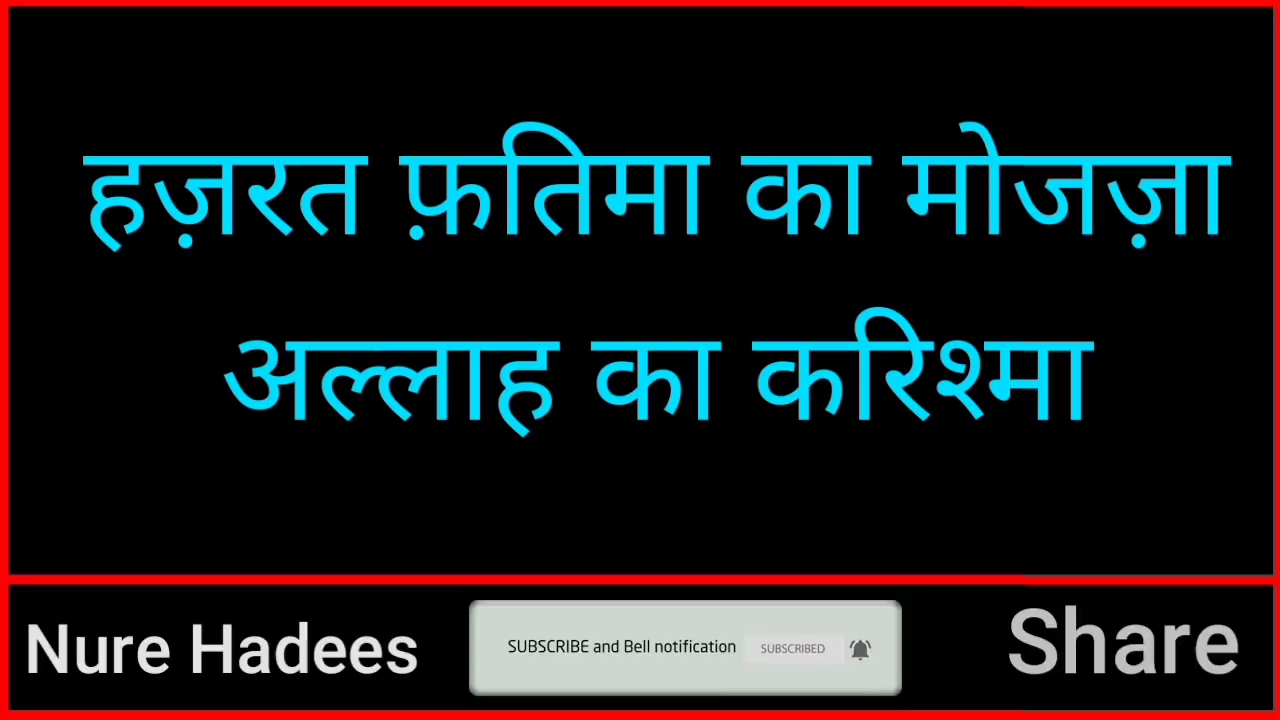 हज़रत फ़तिमा का मोजज़ा
अल्लाह का करिश्मा
Nure Hadees
SUBSCRIBE and Bell notification
SUBSCRIBED
Share